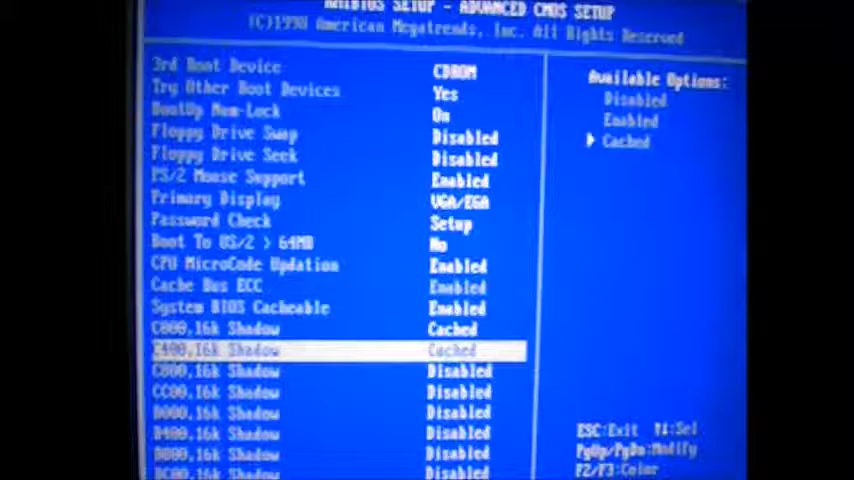 AMIBIOS SETUP - ADVANCED CMOS SETUP
(C)1998 American Megatrends, Inc. All Rights Reserved
3rd Boot Device CDROM
Try Other Boot Devices Yes
BootUp Num-Lock On
Floppy Drive Swap Disabled
Floppy Drive Seek Disabled
PS/2 Mouse Support Enabled
Primary Display VGA/EGA
Password Check Setup
Boot To OS/2 > 64MB No
CPU MicroCode Updation Enabled
Cache Bus ECC Enabled
System BIOS Cacheable Enabled
C000,16k Shadow Cached
C400,16k Shadow Cached
C800,16k Shadow Disabled
CC00,16k Shadow Disabled
D000,16k Shadow Disabled
D400,16k Shadow Disabled
D800,16k Shadow Disabled
DC00,16k Shadow Disabled
Available Options:
Disabled
Enabled
Cached
ESC:Exit ↑↓:Sel
PgUp/PgDn:Modify
F2/F3:Color